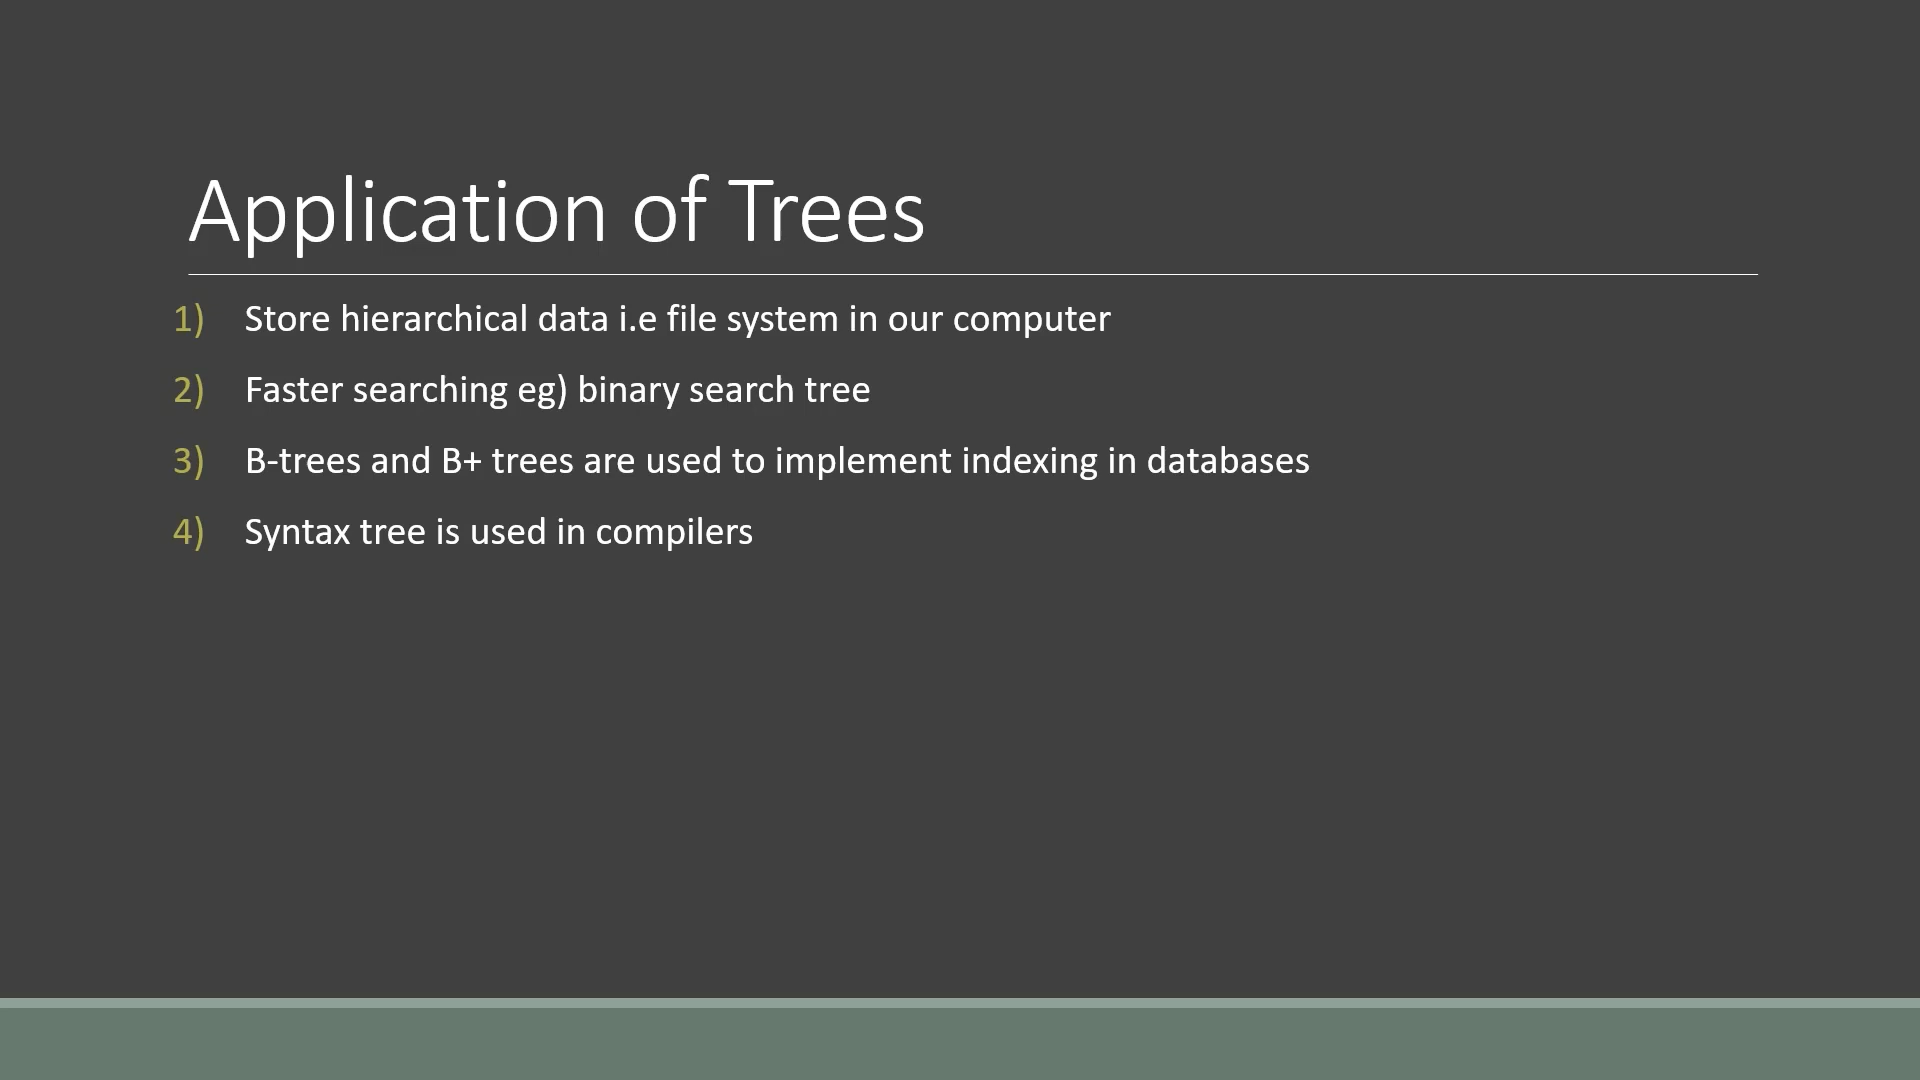 Application of Trees
1) Store hierarchical data i.e file system in our computer
2) Faster searching eg) binary search tree
3) B-trees and B+ trees are used to implement indexing in databases
4) Syntax tree is used in compilers